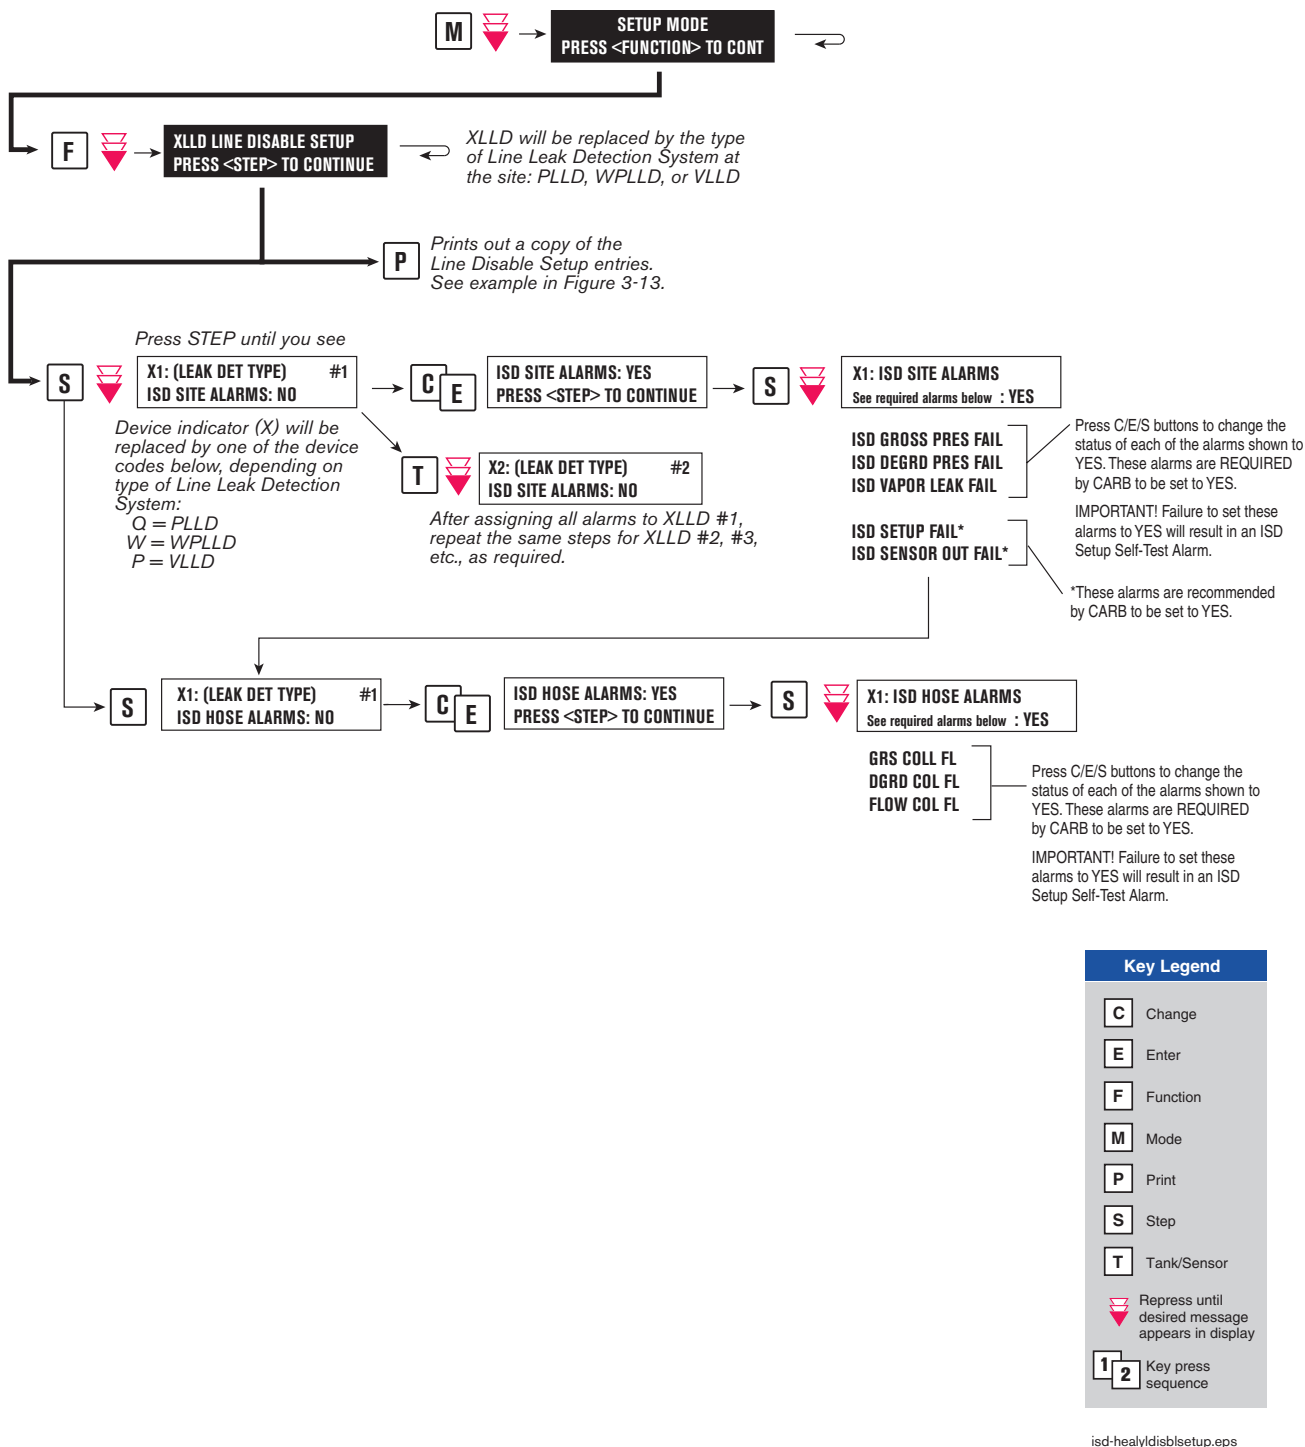 M
SETUP MODE
PRESS <FUNCTION> TO CONT
F
XLLD LINE DISABLE SETUP
PRESS <STEP> TO CONTINUE
XLLD will be replaced by the type
of Line Leak Detection System at
the site: PLLD, WPLLD, or VLLD
P
Prints out a copy of the
Line Disable Setup entries.
See example in Figure 3-13.
Press STEP until you see
S
X1: (LEAK DET TYPE) #1
ISD SITE ALARMS: NO
C
E
ISD SITE ALARMS: YES
PRESS <STEP> TO CONTINUE
S
X1: ISD SITE ALARMS
See required alarms below : YES
Device indicator (X) will be
replaced by one of the device
codes below, depending on
type of Line Leak Detection
System:
Q = PLLD
W = WPLLD
P = VLLD
T
X2: (LEAK DET TYPE) #2
ISD SITE ALARMS: NO
After assigning all alarms to XLLD #1,
repeat the same steps for XLLD #2, #3,
etc., as required.
ISD GROSS PRES FAIL
ISD DEGRD PRES FAIL
ISD VAPOR LEAK FAIL
Press C/E/S buttons to change the
status of each of the alarms shown to
YES. These alarms are REQUIRED
by CARB to be set to YES.
IMPORTANT! Failure to set these
alarms to YES will result in an ISD
Setup Self-Test Alarm.
ISD SETUP FAIL*
ISD SENSOR OUT FAIL*
*These alarms are recommended
by CARB to be set to YES.
S
X1: (LEAK DET TYPE) #1
ISD HOSE ALARMS: NO
C
E
ISD HOSE ALARMS: YES
PRESS <STEP> TO CONTINUE
S
X1: ISD HOSE ALARMS
See required alarms below : YES
GRS COLL FL
DGRD COL FL
FLOW COL FL
Press C/E/S buttons to change the
status of each of the alarms shown to
YES. These alarms are REQUIRED
by CARB to be set to YES.
IMPORTANT! Failure to set these
alarms to YES will result in an ISD
Setup Self-Test Alarm.
Key Legend
C Change
E Enter
F Function
M Mode
P Print
S Step
T Tank/Sensor
Repress until
desired message
appears in display
1
2
Key press
sequence
isd-healyldisblsetup.eps